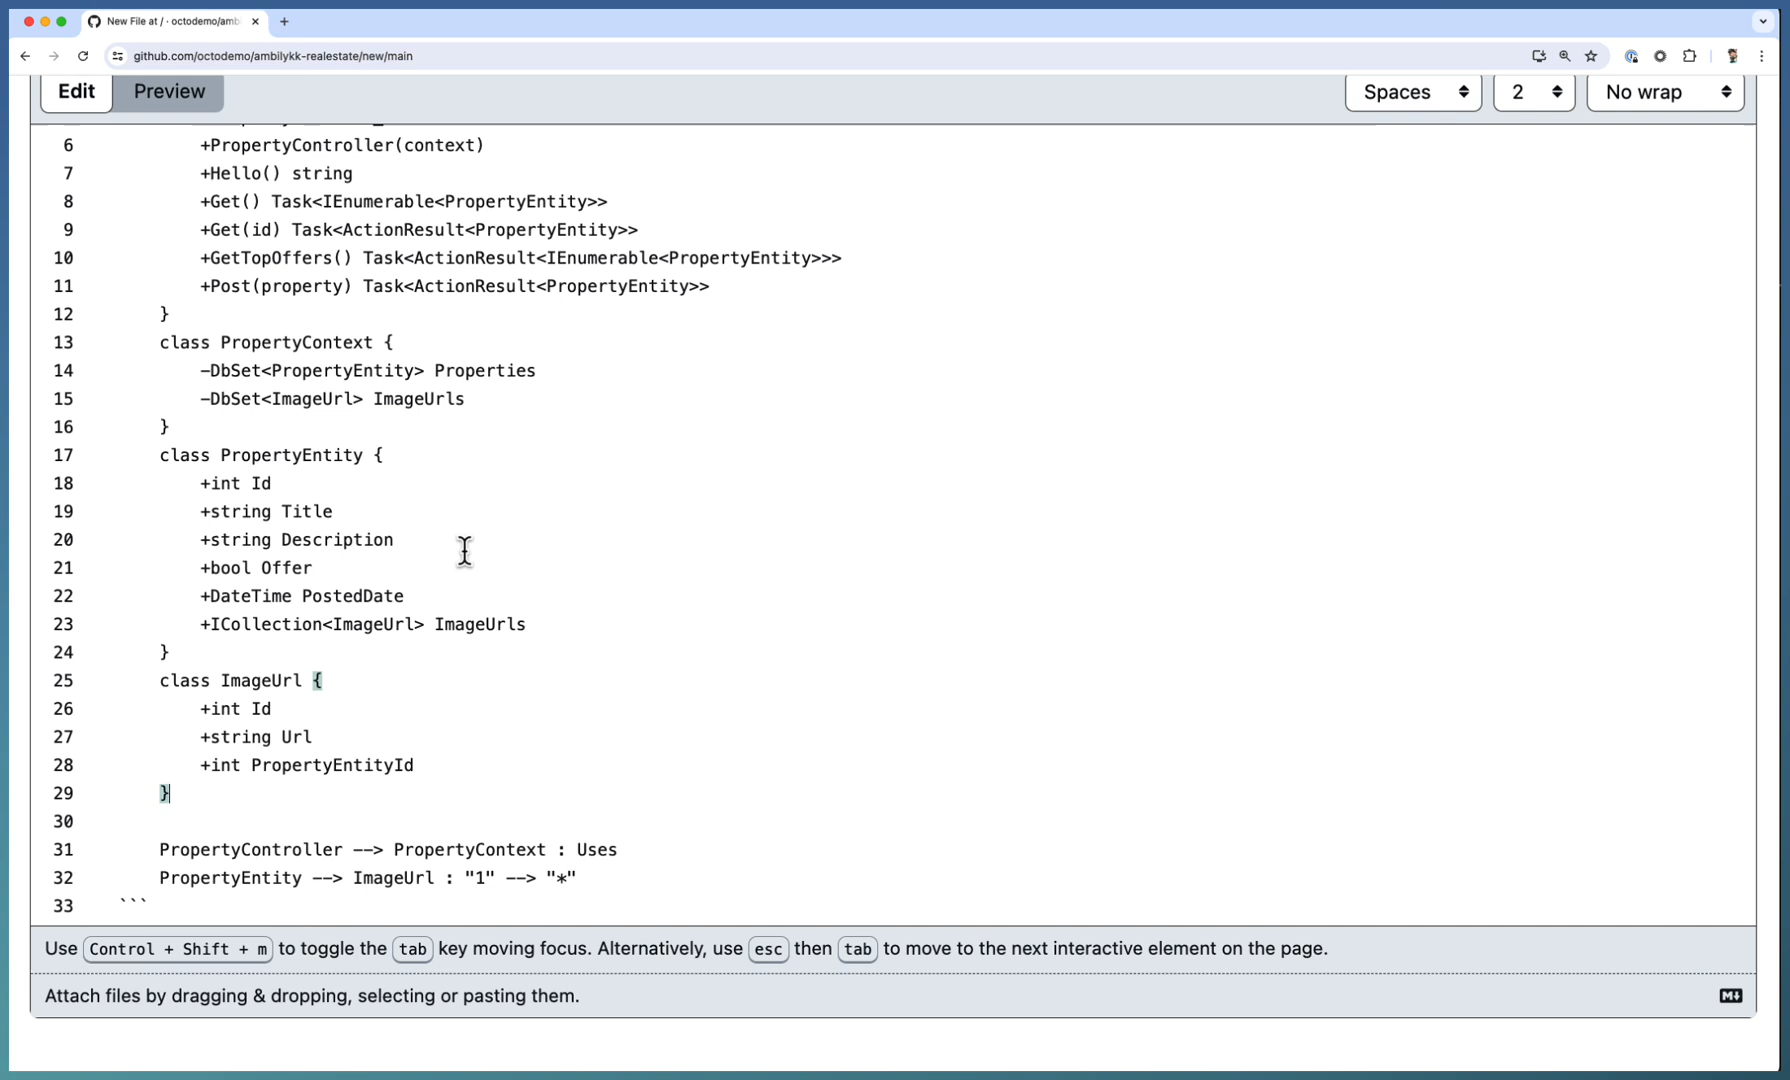 New File at / · octodemo/amb
github.com/octodemo/ambilykk-realestate/new/main
Edit Preview Spaces 2 No wrap
6 +PropertyController(context)
7 +Hello() string
8 +Get() Task<IEnumerable<PropertyEntity>>
9 +Get(id) Task<ActionResult<PropertyEntity>>
10 +GetTopOffers() Task<ActionResult<IEnumerable<PropertyEntity>>>
11 +Post(property) Task<ActionResult<PropertyEntity>>
12 }
13 class PropertyContext {
14 -DbSet<PropertyEntity> Properties
15 -DbSet<ImageUrl> ImageUrls
16 }
17 class PropertyEntity {
18 +int Id
19 +string Title
20 +string Description
21 +bool Offer
22 +DateTime PostedDate
23 +ICollection<ImageUrl> ImageUrls
24 }
25 class ImageUrl {
26 +int Id
27 +string Url
28 +int PropertyEntityId
29 }
30
31 PropertyController --> PropertyContext : Uses
32 PropertyEntity --> ImageUrl : "1" --> "*"
33 ```
Use Control + Shift + m to toggle the tab key moving focus. Alternatively, use esc then tab to move to the next interactive element on the page.
Attach files by dragging & dropping, selecting or pasting them.